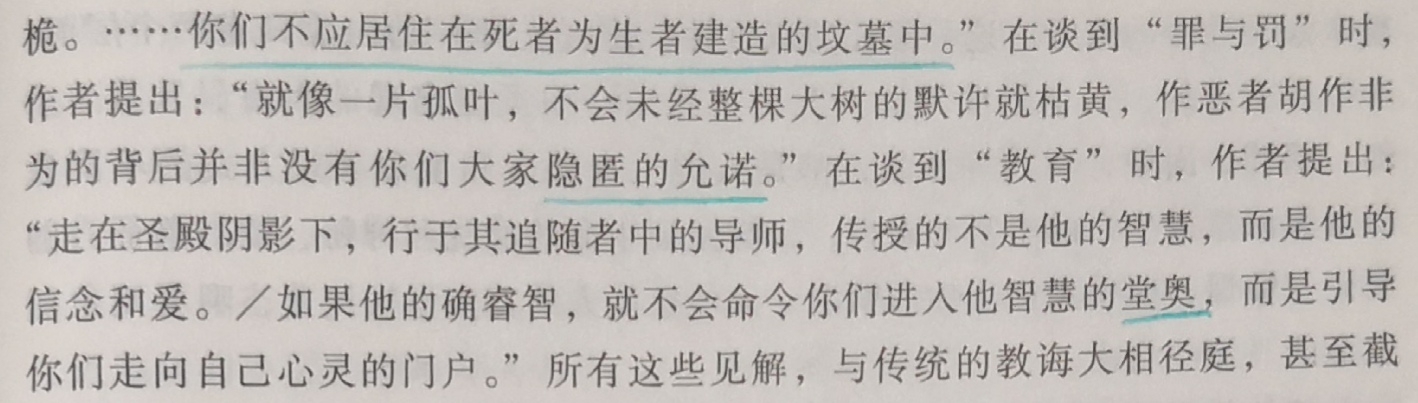 桅。……你们不应居住在死者为生者建造的坟墓中。”在谈到“罪与罚”时，
作者提出：“就像一片孤叶，不会未经整棵大树的默许就枯黄，作恶者胡作非
为的背后并非没有你们大家隐匿的允诺。”在谈到“教育”时，作者提出：
“走在圣殿阴影下，行于其追随者中的导师，传授的不是他的智慧，而是他的
信念和爱。／如果他的确睿智，就不会命令你们进入他智慧的堂奥，而是引导
你们走向自己心灵的门户。”所有这些见解，与传统的教诲大相径庭，甚至截